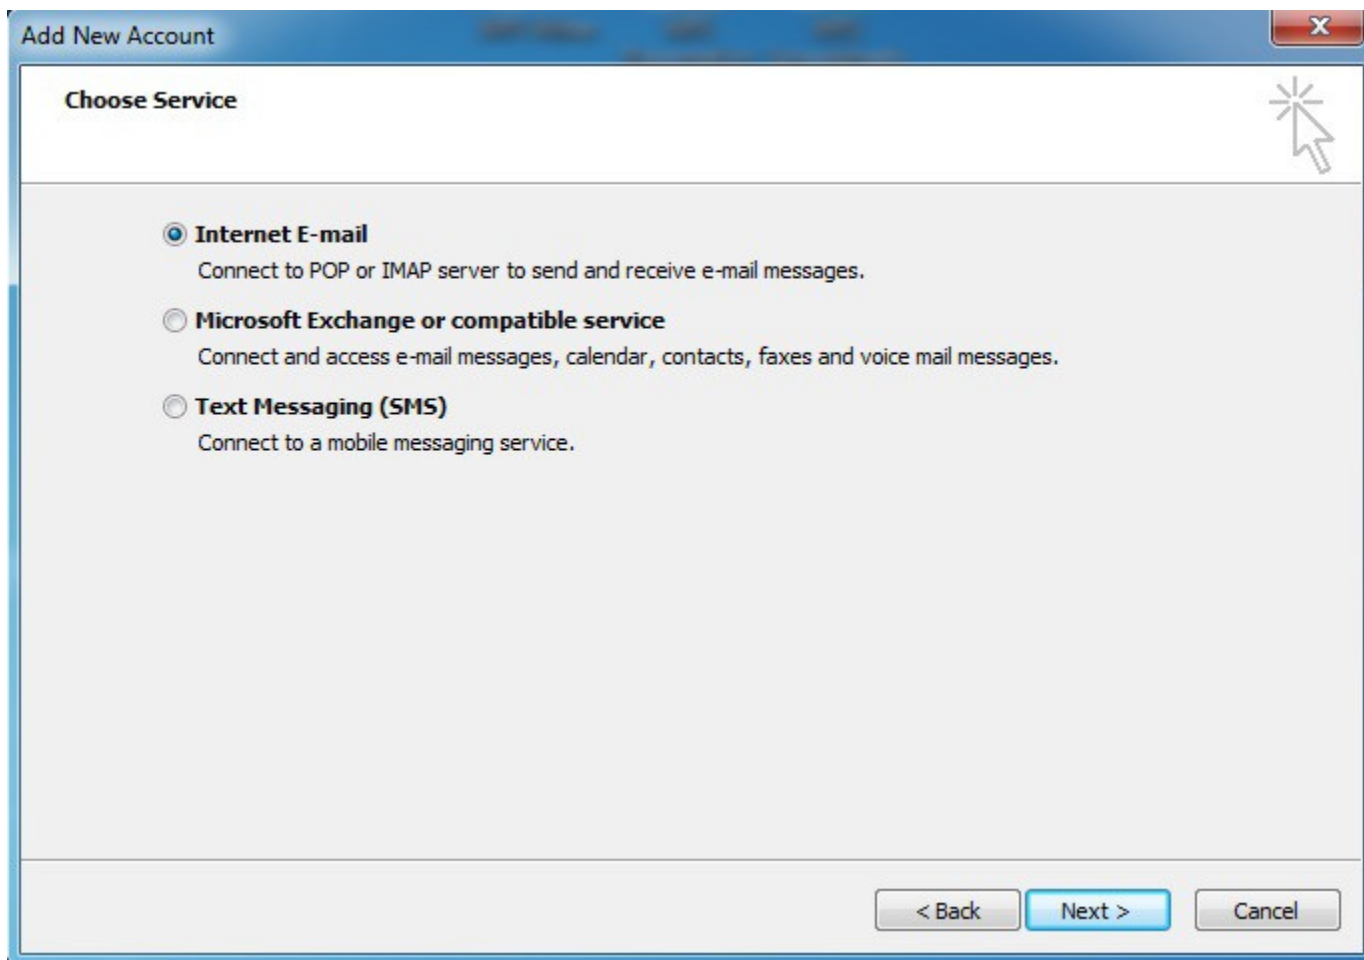 Add New Account
Choose Service
Internet E-mail
Connect to POP or IMAP server to send and receive e-mail messages.
Microsoft Exchange or compatible service
Connect and access e-mail messages, calendar, contacts, faxes and voice mail messages.
Text Messaging (SMS)
Connect to a mobile messaging service.
< Back Next > Cancel